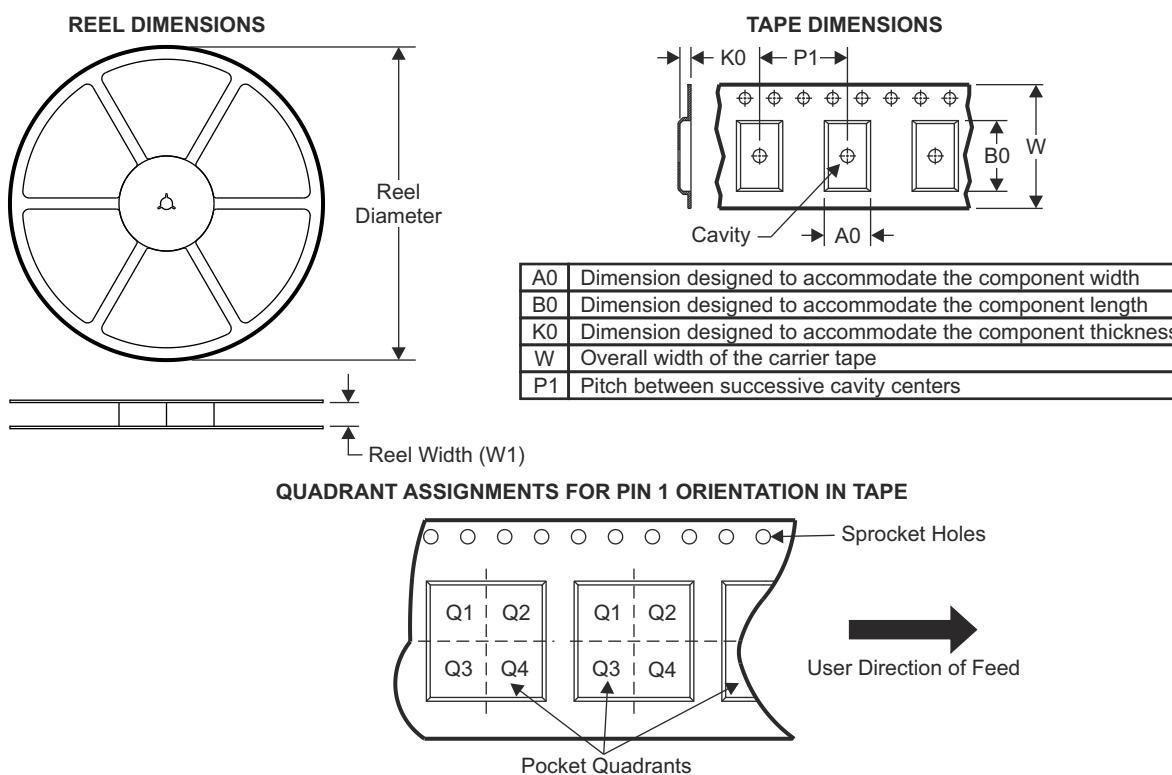 REEL DIMENSIONS
Reel
Diameter
Reel Width (W1)
TAPE DIMENSIONS
K0
P1
B0
W
Cavity
A0
A0 Dimension designed to accommodate the component width
B0 Dimension designed to accommodate the component length
K0 Dimension designed to accommodate the component thickness
W Overall width of the carrier tape
P1 Pitch between successive cavity centers
QUADRANT ASSIGNMENTS FOR PIN 1 ORIENTATION IN TAPE
Sprocket Holes
Q1 Q2 Q1 Q2
Q3 Q4 Q3 Q4
User Direction of Feed
Pocket Quadrants